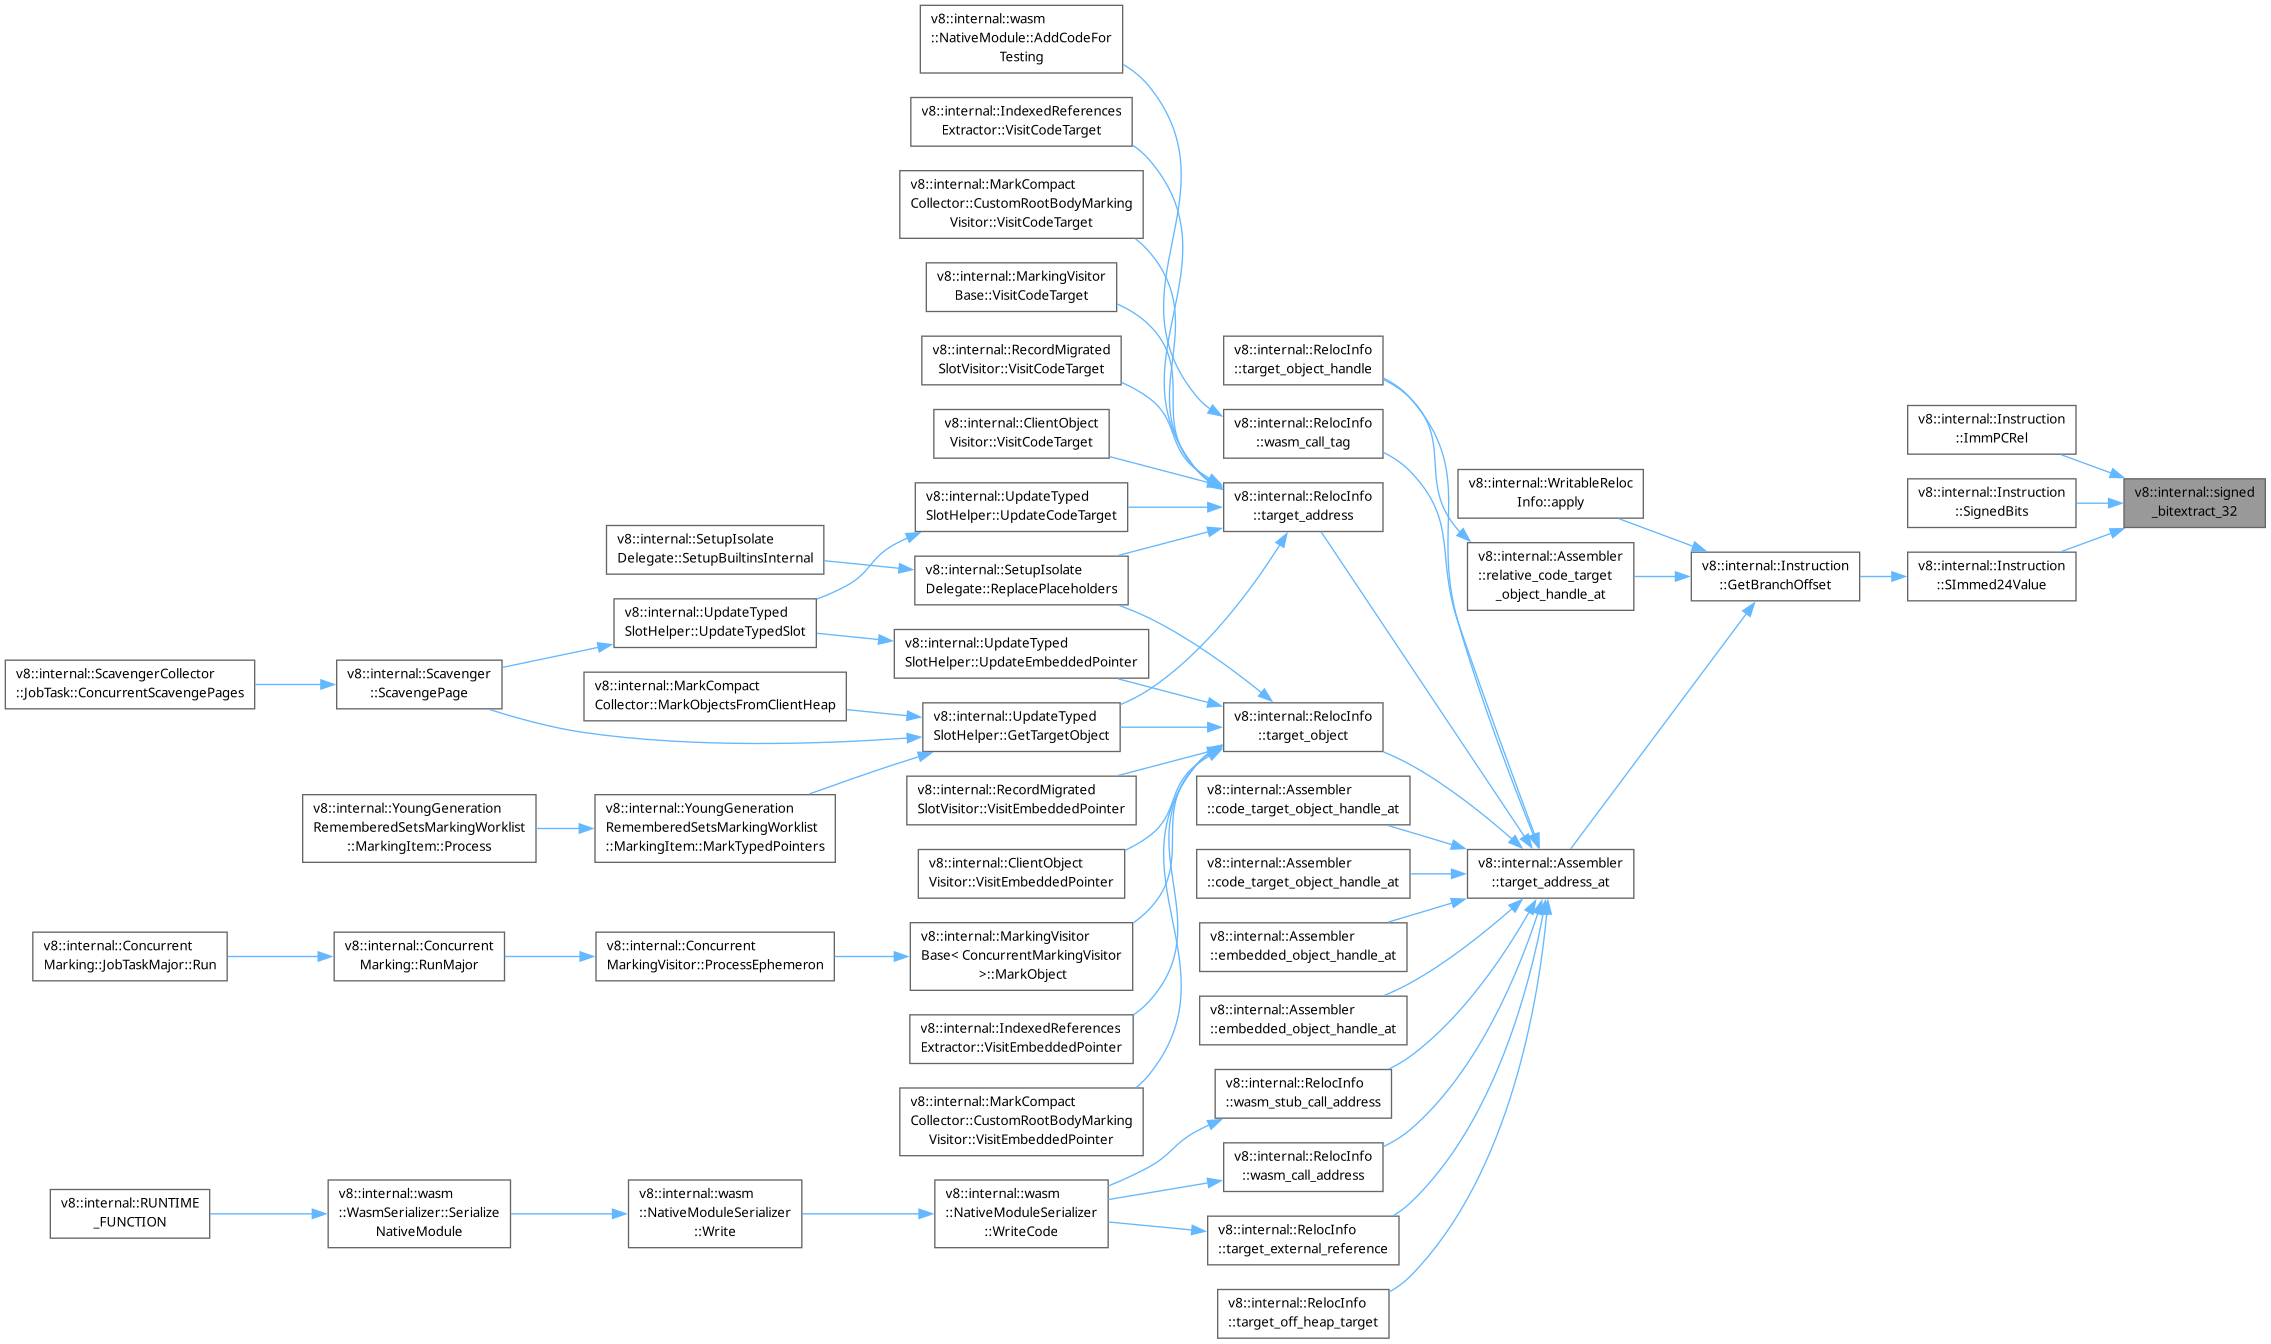 v8::internal::wasm
::NativeModule::AddCodeFor
Testing
v8::internal::IndexedReferences
Extractor::VisitCodeTarget
v8::internal::MarkCompact
Collector::CustomRootBodyMarking
Visitor::VisitCodeTarget
v8::internal::MarkingVisitor
Base::VisitCodeTarget
v8::internal::RecordMigrated
SlotVisitor::VisitCodeTarget
v8::internal::ClientObject
Visitor::VisitCodeTarget
v8::internal::UpdateTyped
SlotHelper::UpdateCodeTarget
v8::internal::SetupIsolate
Delegate::SetupBuiltinsInternal
v8::internal::SetupIsolate
Delegate::ReplacePlaceholders
v8::internal::UpdateTyped
SlotHelper::UpdateTypedSlot
v8::internal::UpdateTyped
SlotHelper::UpdateEmbeddedPointer
v8::internal::ScavengerCollector
::JobTask::ConcurrentScavengePages
v8::internal::Scavenger
::ScavengePage
v8::internal::MarkCompact
Collector::MarkObjectsFromClientHeap
v8::internal::UpdateTyped
SlotHelper::GetTargetObject
v8::internal::RecordMigrated
SlotVisitor::VisitEmbeddedPointer
v8::internal::YoungGeneration
RememberedSetsMarkingWorklist
::MarkingItem::Process
v8::internal::YoungGeneration
RememberedSetsMarkingWorklist
::MarkingItem::MarkTypedPointers
v8::internal::ClientObject
Visitor::VisitEmbeddedPointer
v8::internal::Concurrent
Marking::JobTaskMajor::Run
v8::internal::Concurrent
Marking::RunMajor
v8::internal::Concurrent
MarkingVisitor::ProcessEphemeron
v8::internal::MarkingVisitor
Base< ConcurrentMarkingVisitor
>::MarkObject
v8::internal::IndexedReferences
Extractor::VisitEmbeddedPointer
v8::internal::MarkCompact
Collector::CustomRootBodyMarking
Visitor::VisitEmbeddedPointer
v8::internal::RUNTIME
_FUNCTION
v8::internal::wasm
::WasmSerializer::Serialize
NativeModule
v8::internal::wasm
::NativeModuleSerializer
::Write
v8::internal::wasm
::NativeModuleSerializer
::WriteCode
v8::internal::RelocInfo
::target_object_handle
v8::internal::RelocInfo
::wasm_call_tag
v8::internal::RelocInfo
::target_address
v8::internal::RelocInfo
::target_object
v8::internal::Assembler
::code_target_object_handle_at
v8::internal::Assembler
::code_target_object_handle_at
v8::internal::Assembler
::embedded_object_handle_at
v8::internal::Assembler
::embedded_object_handle_at
v8::internal::RelocInfo
::wasm_stub_call_address
v8::internal::RelocInfo
::wasm_call_address
v8::internal::RelocInfo
::target_external_reference
v8::internal::RelocInfo
::target_off_heap_target
v8::internal::WritableReloc
Info::apply
v8::internal::Assembler
::relative_code_target
_object_handle_at
v8::internal::Assembler
::target_address_at
v8::internal::Instruction
::GetBranchOffset
v8::internal::Instruction
::ImmPCRel
v8::internal::Instruction
::SignedBits
v8::internal::Instruction
::SImmed24Value
v8::internal::signed
_bitextract_32